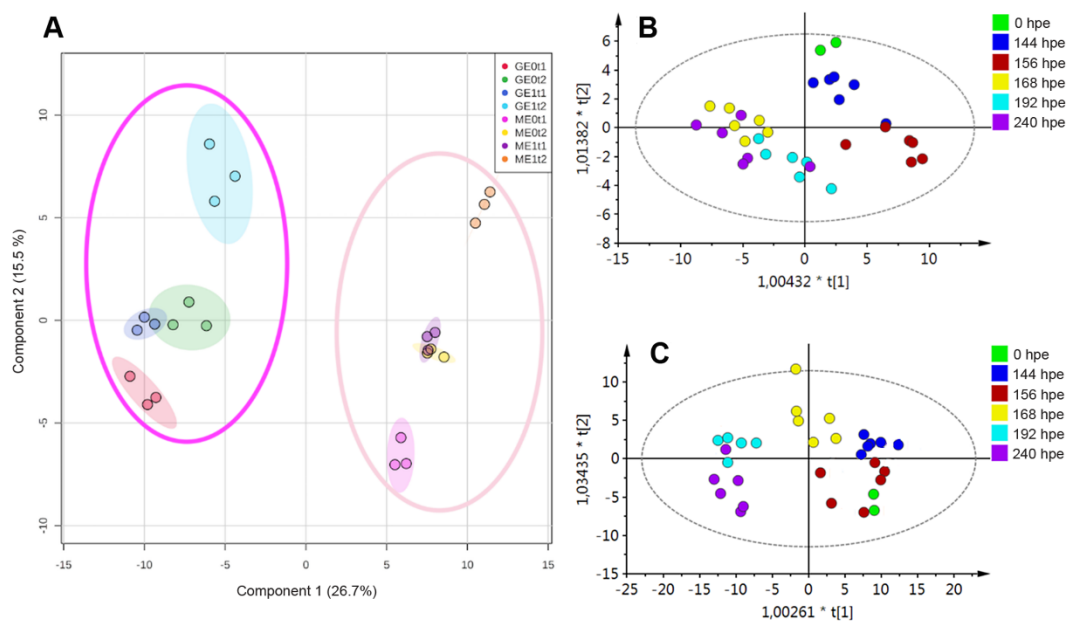 A
GE0t1
GE0t2
GE1t1
GE1t2
ME0t1
ME0t2
ME1t1
ME1t2
10
5
0
-5
-10
-15
-10
-5
0
5
10
15
Component 2 (15.5 %)
Component 1 (26.7%)
B
0 hpe
144 hpe
156 hpe
168 hpe
192 hpe
240 hpe
6
4
2
0
-2
-4
-6
-8
-15
-10
-5
0
5
10
1,01382 * t[2]
1,00432 * t[1]
C
0 hpe
144 hpe
156 hpe
168 hpe
192 hpe
240 hpe
10
5
0
-5
-10
-15
-25
-20
-15
-10
-5
0
5
10
15
20
1,03435 * t[2]
1,00261 * t[1]